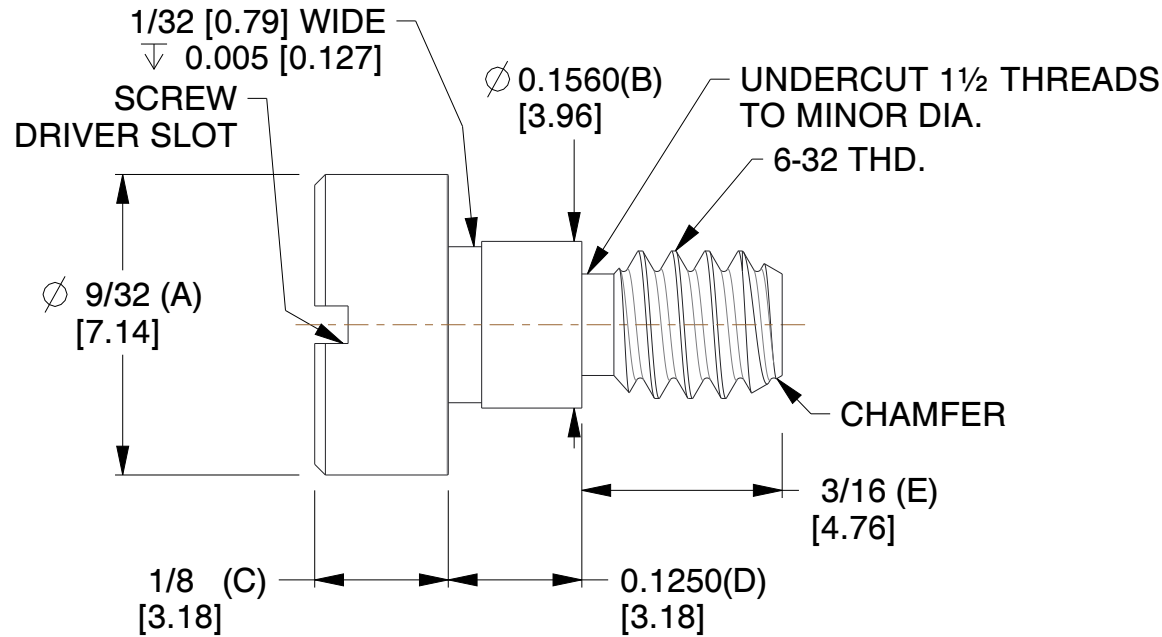 1/32 [0.79] WIDE
↧ 0.005 [0.127]
SCREW
DRIVER SLOT
∅ 0.1560(B)
[3.96]
UNDERCUT 1½ THREADS
TO MINOR DIA.
6-32 THD.
∅ 9/32 (A)
[7.14]
CHAMFER
3/16 (E)
[4.76]
1/8 (C)
[3.18]
0.1250(D)
[3.18]